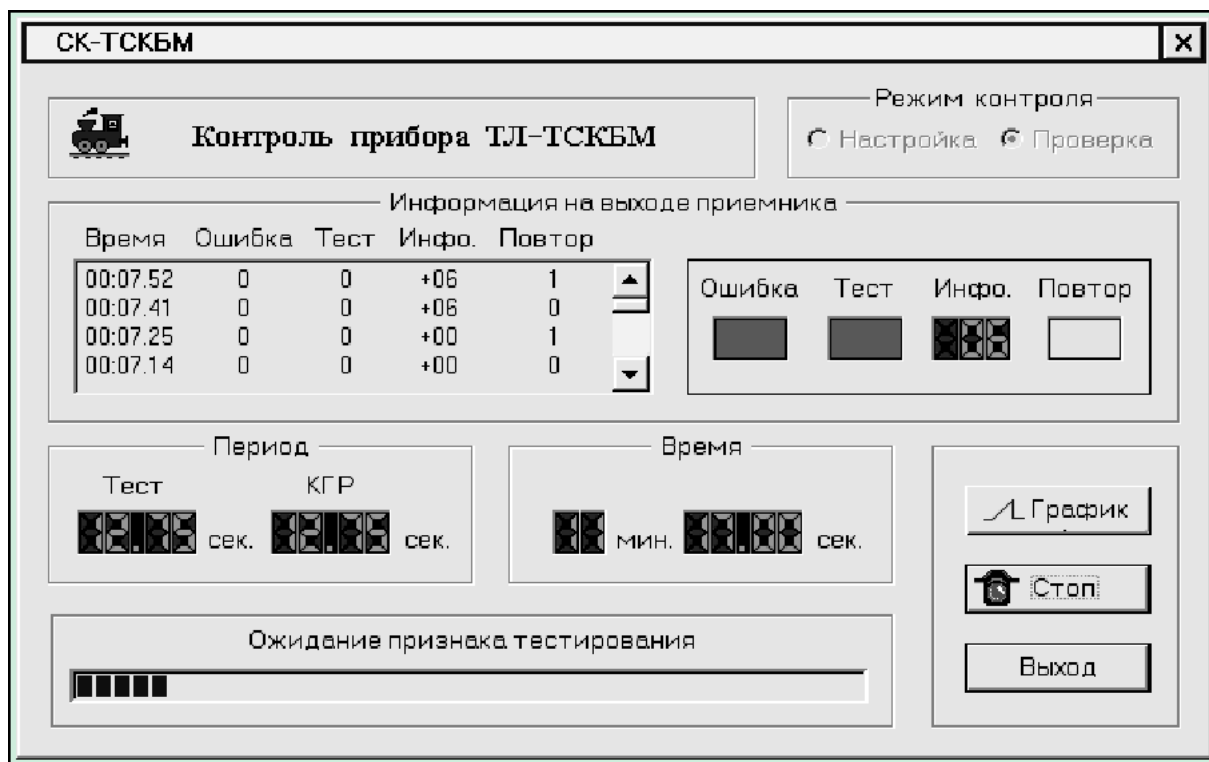 СК-ТСКБМ
Контроль прибора ТЛ-ТСКБМ
Режим контроля
Настройка Проверка
Информация на выходе приемника
Время Ошибка Тест Инфо. Повтор
00:07.52 0 0 +06 1
00:07.41 0 0 +06 0
00:07.25 0 0 +00 1
00:07.14 0 0 +00 0
Ошибка Тест Инфо. Повтор
Период
Тест КГР
сек. сек.
Время
мин. сек.
График
Стоп
Выход
Ожидание признака тестирования